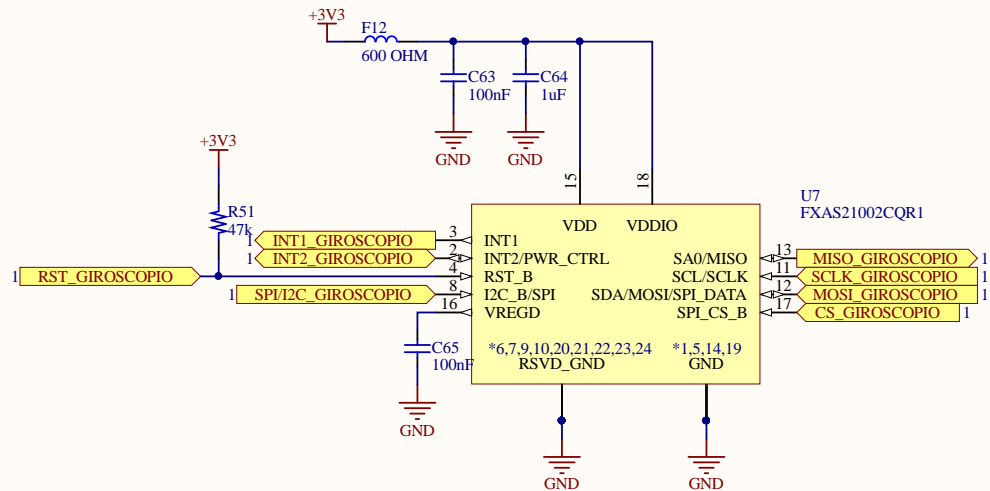 +3V3
F12
600 OHM
C63
100nF
C64
1uF
GND
GND
+3V3
R51
47k
15
18
U7
FXAS21002CQR1
VDD
VDDIO
1 INT1_GIROSCOPIO 3 INT1
1 INT2_GIROSCOPIO 2 INT2/PWR_CTRL
1 RST_GIROSCOPIO 4 RST_B
1 SPI/I2C_GIROSCOPIO 8 I2C_B/SPI
16 VREGD
SA0/MISO 13 MISO_GIROSCOPIO 1
SCL/SCLK 11 SCLK_GIROSCOPIO 1
SDA/MOSI/SPI_DATA 12 MOSI_GIROSCOPIO 1
SPI_CS_B 17 CS_GIROSCOPIO 1
C65
100nF
GND
*6,7,9,10,20,21,22,23,24
RSVD_GND
*1,5,14,19
GND
GND
GND